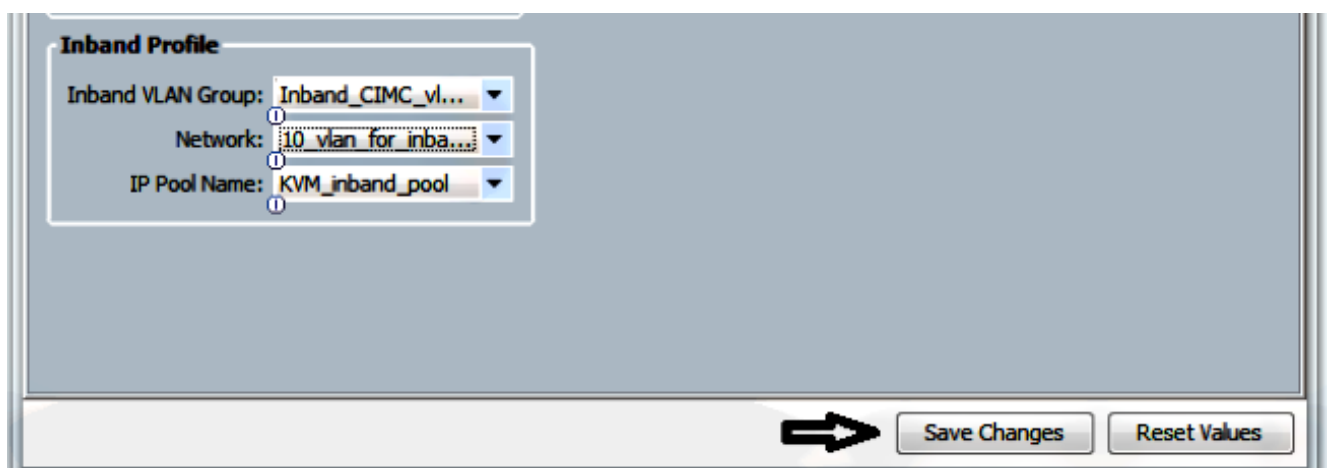 Inband Profile
Inband VLAN Group: Inband_CIMC_vl...
Network: 10_vlan_for_inba...
IP Pool Name: KVM_inband_pool
Save Changes Reset Values